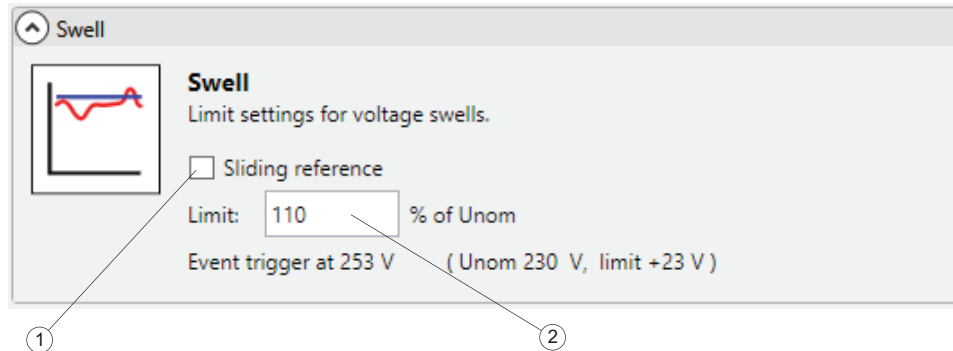 Swell
Swell
Limit settings for voltage swells.
Sliding reference
Limit: 110 % of Unom
Event trigger at 253 V ( Unom 230 V, limit +23 V )
1 2